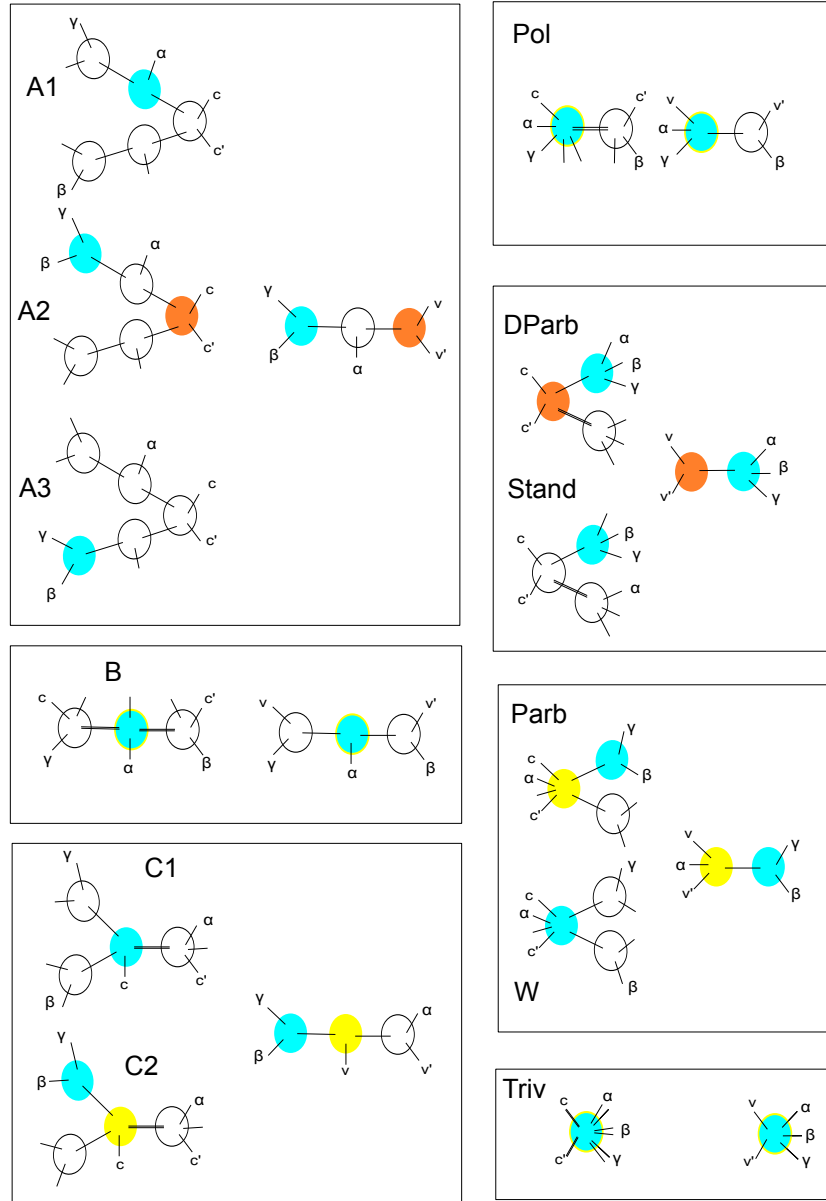 γ
α
A1
c
c'
β
γ
β
α
A2
c
c'
γ
β
α
v
v'
α
A3
c
c'
γ
β
B
c
γ
α
c'
β
v
γ
α
v'
β
C1
γ
α
β
c
c'
C2
γ
β
α
c
c'
γ
β
v
α
v'
Pol
c
α
γ
c'
β
v
α
γ
v'
β
DParb
c
c'
α
β
γ
v
v'
α
β
γ
Stand
c
c'
β
γ
α
Parb
c
α
c'
γ
β
v
α
v'
γ
β
c
α
c'
γ
β
W
Triv
c
c'
α
β
γ
v
v'
α
β
γ